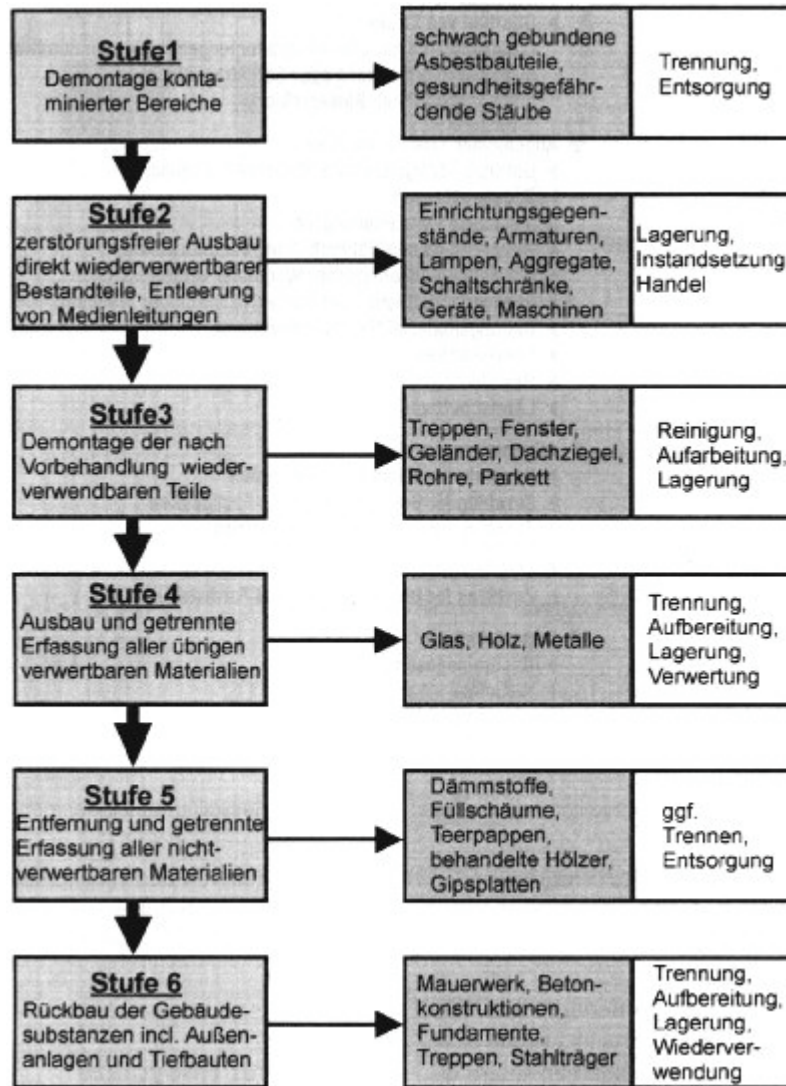 Stufe1
Demontage konta-
minierter Bereiche
schwach gebundene
Asbestbauteile,
gesundheitsgefähr-
dende Stäube
Trennung,
Entsorgung
Stufe2
zerstörungsfreier Ausbau
direkt wiederverwertbarer
Bestandteile, Entleerung
von Medienleitungen
Einrichtungsgegen-
stände, Armaturen,
Lampen, Aggregate,
Schaltschränke,
Geräte, Maschinen
Lagerung,
Instandsetzung
Handel
Stufe3
Demontage der nach
Vorbehandlung wieder-
verwendbaren Teile
Treppen, Fenster,
Geländer, Dachziegel,
Rohre, Parkett
Reinigung,
Aufarbeitung,
Lagerung
Stufe 4
Ausbau und getrennte
Erfassung aller übrigen
verwertbaren Materialien
Glas, Holz, Metalle
Trennung,
Aufbereitung,
Lagerung,
Verwertung
Stufe 5
Entfernung und getrennte
Erfassung aller nicht-
verwertbaren Materialien
Dämmstoffe,
Füllschäume,
Teerpappen,
behandelte Hölzer,
Gipsplatten
ggf.
Trennen,
Entsorgung
Stufe 6
Rückbau der Gebäude-
substanzen incl. Außen-
anlagen und Tiefbauten
Mauerwerk, Beton-
konstruktionen,
Fundamente,
Treppen, Stahlträger
Trennung,
Aufbereitung,
Lagerung,
Wiederver-
wendung